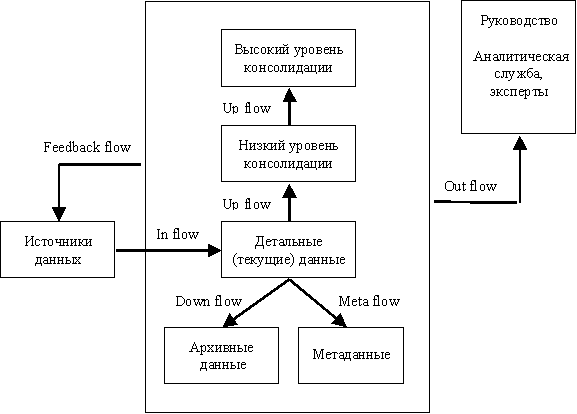 Руководство
Аналитическая
служба,
эксперты
Высокий уровень
консолидации
Up flow
Низкий уровень
консолидации
Feedback flow
Up flow
Out flow
Источники
данных
In flow
Детальные
(текущие) данные
Down flow
Meta flow
Архивные
данные
Метаданные